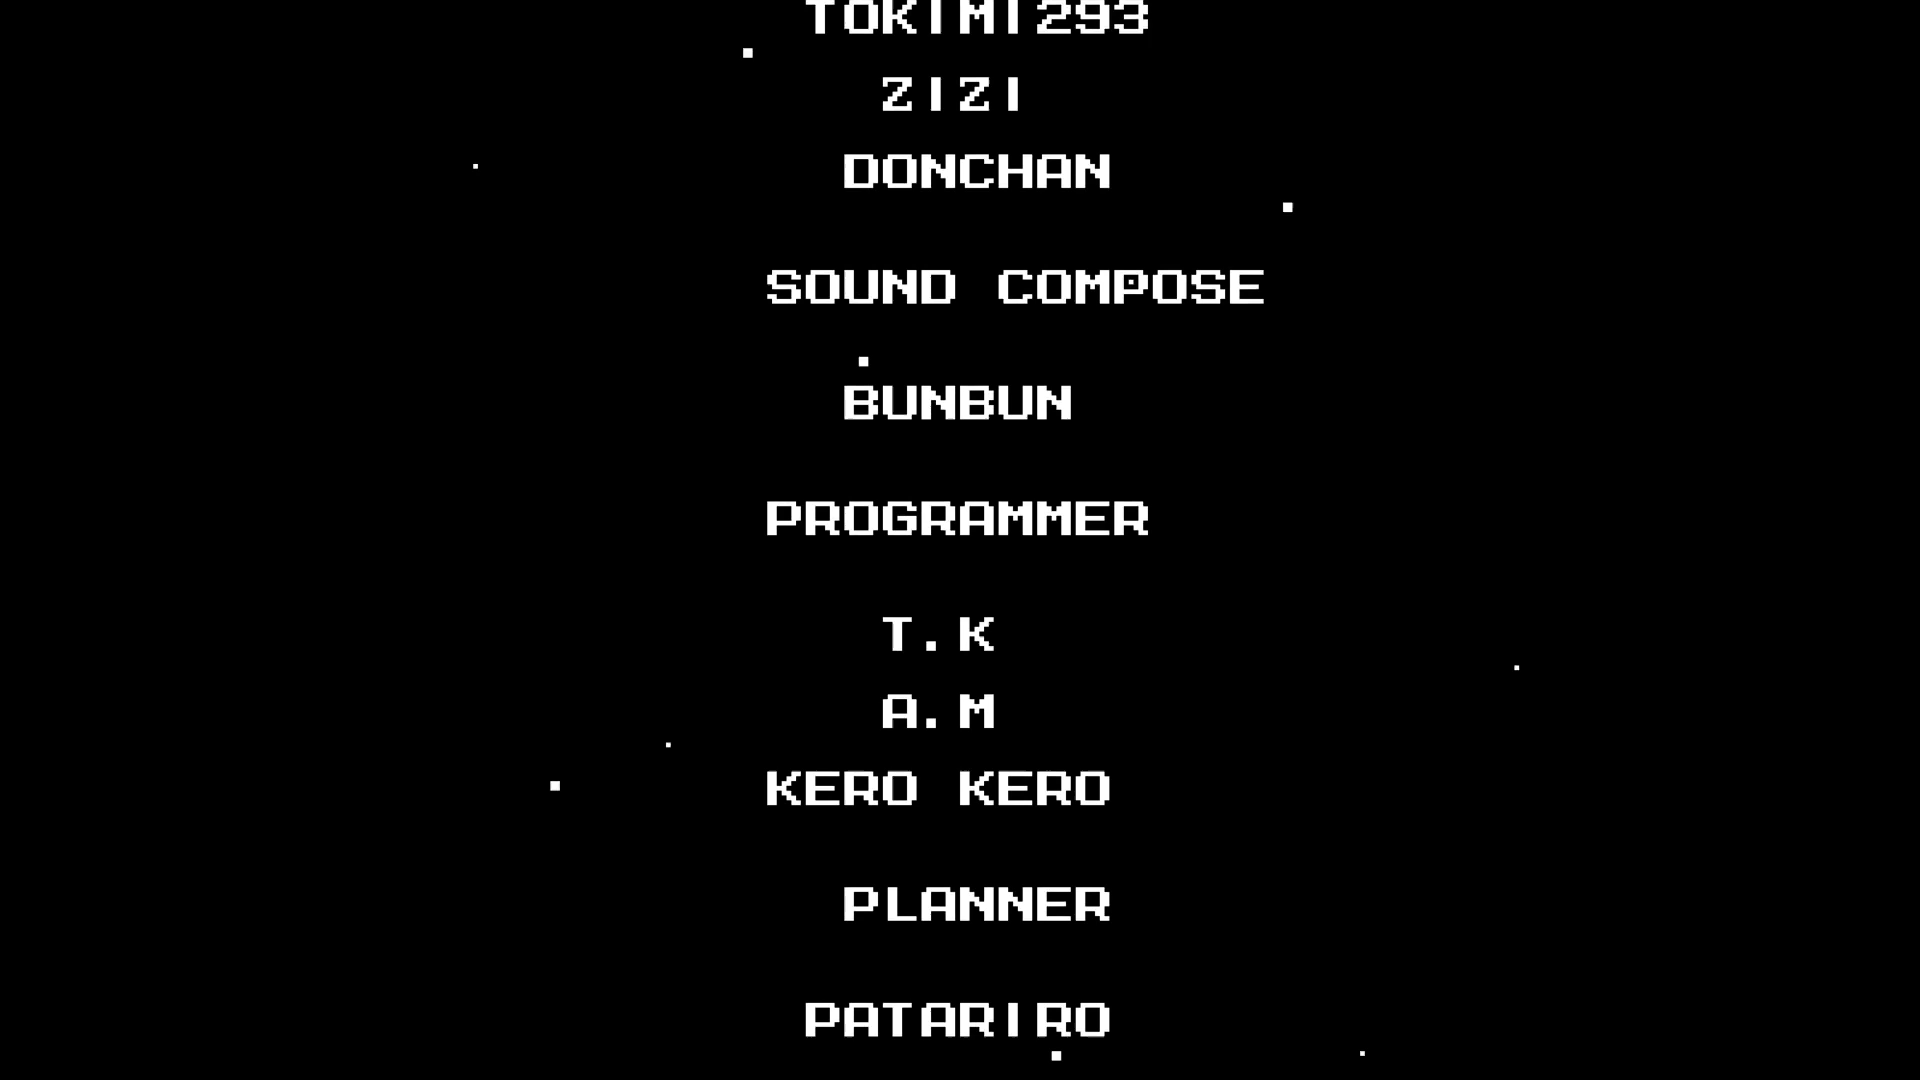 TOKIMI293
ZIZI
DONCHAN
SOUND COMPOSE
BUNBUN
PROGRAMMER
T.K
A.M
KERO KERO
PLANNER
PATARIRO